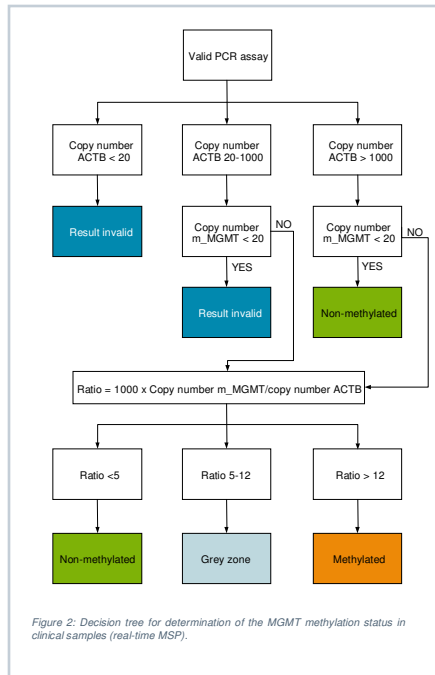 Valid PCR assay
Copy number
ACTB < 20
Copy number
ACTB 20-1000
Copy number
ACTB > 1000
Result invalid
Copy number
m_MGMT < 20
NO
Copy number
m_MGMT < 20
NO
YES
YES
Result invalid
Non-methylated
Ratio = 1000 x Copy number m_MGMT/copy number ACTB
Ratio <5
Ratio 5-12
Ratio > 12
Non-methylated
Grey zone
Methylated
Figure 2: Decision tree for determination of the MGMT methylation status in
clinical samples (real-time MSP).